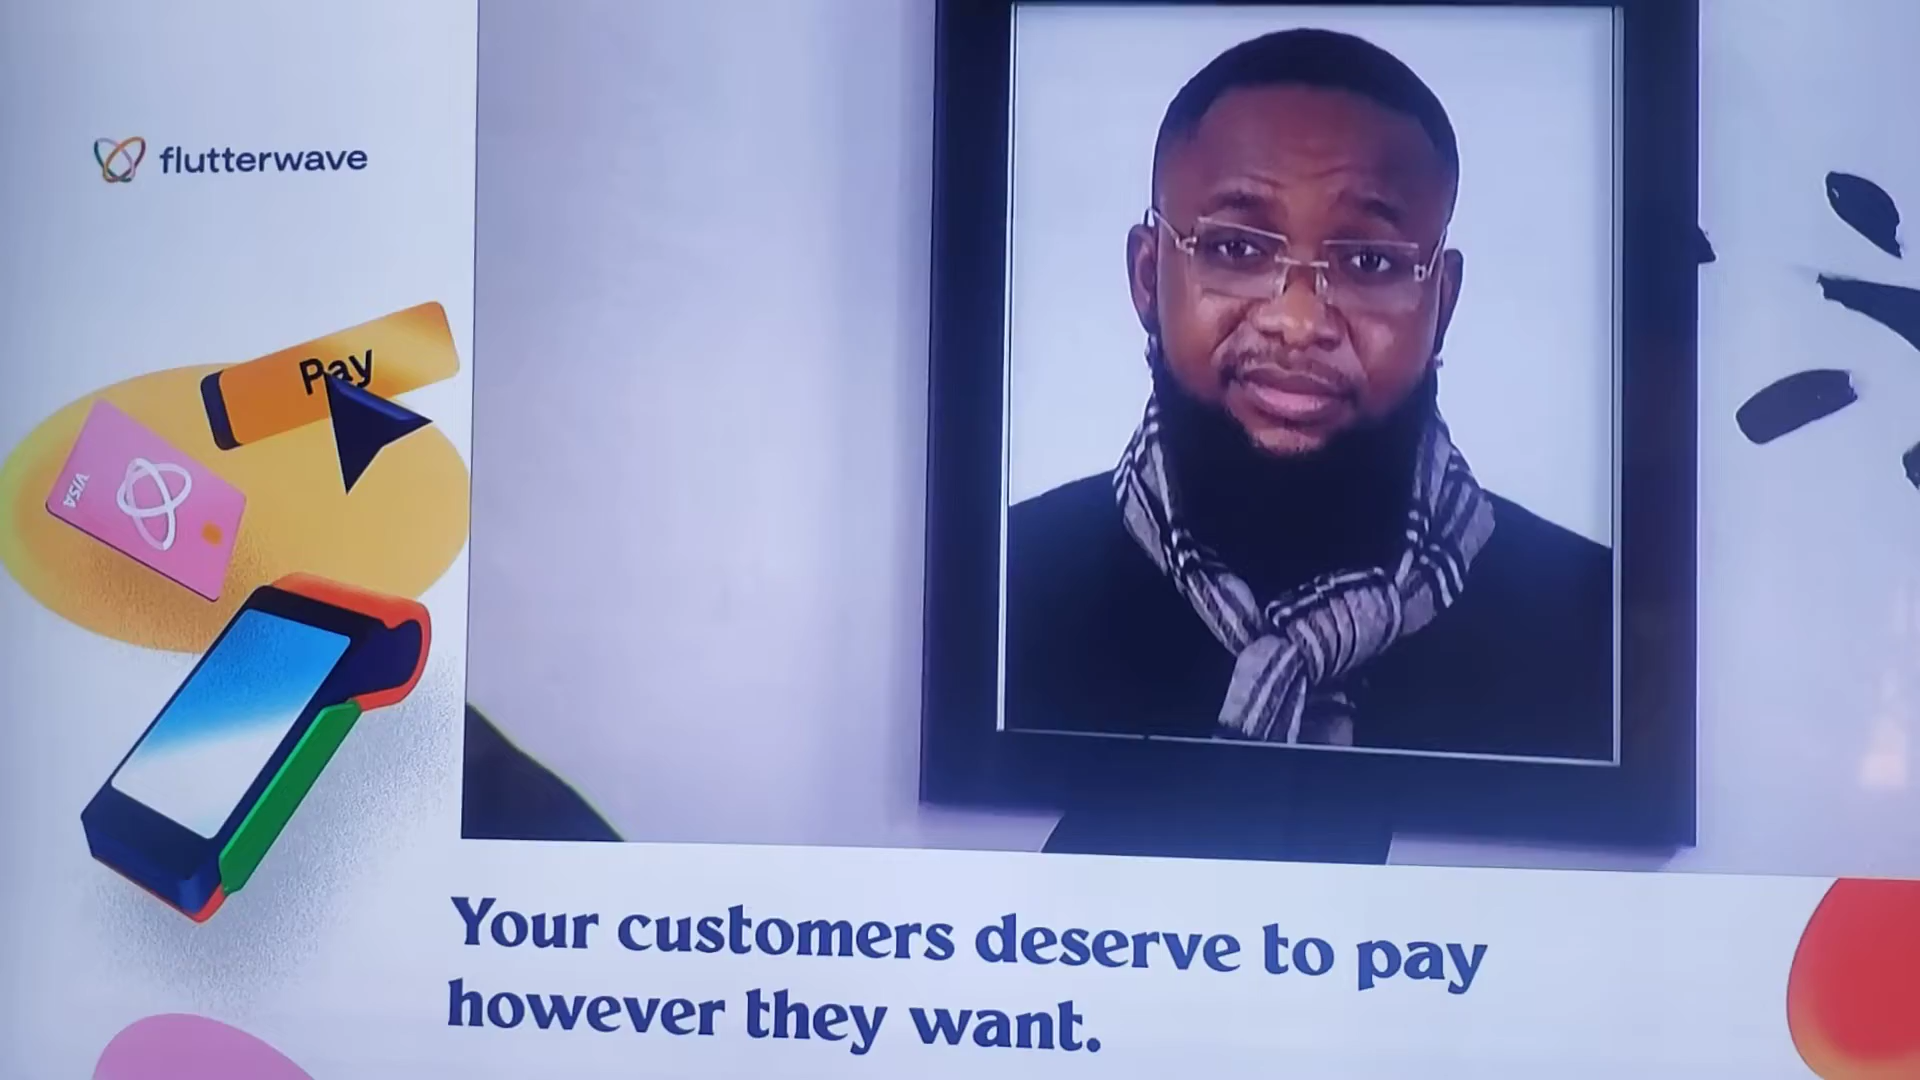 flutterwave
Pay
VISA
Your customers deserve to pay
however they want.